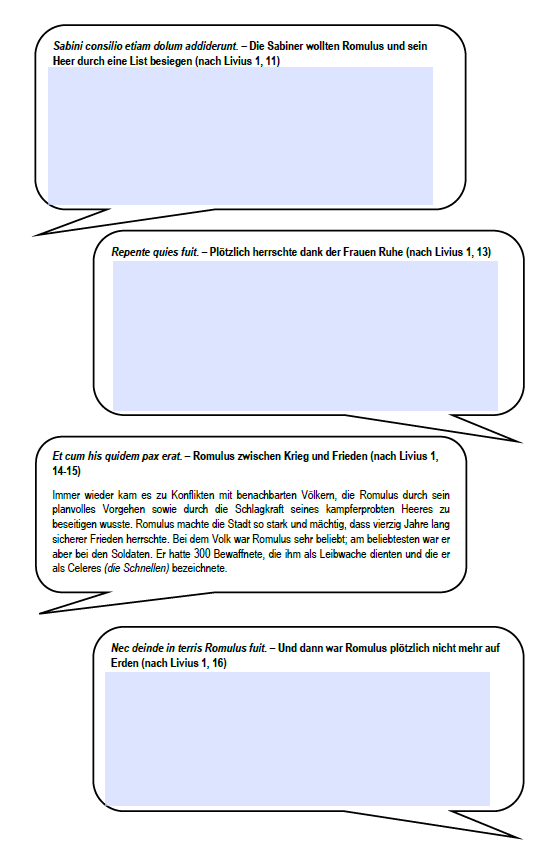 Sabini consilio etiam dolum addiderunt. – Die Sabiner wollten Romulus und sein
Heer durch eine List besiegen (nach Livius 1, 11)
Repente quies fuit. – Plötzlich herrschte dank der Frauen Ruhe (nach Livius 1, 13)
Et cum his quidem pax erat. – Romulus zwischen Krieg und Frieden (nach Livius 1,
14-15)
Immer wieder kam es zu Konflikten mit benachbarten Völkern, die Romulus durch sein
planvolles Vorgehen sowie durch die Schlagkraft seines kampferprobten Heeres zu
beseitigen wusste. Romulus machte die Stadt so stark und mächtig, dass vierzig Jahre lang
sicherer Frieden herrschte. Bei dem Volk war Romulus sehr beliebt; am beliebtesten war er
aber bei den Soldaten. Er hatte 300 Bewaffnete, die ihm als Leibwache dienten und die er
als Celeres (die Schnellen) bezeichnete.
Nec deinde in terris Romulus fuit. – Und dann war Romulus plötzlich nicht mehr auf
Erden (nach Livius 1, 16)